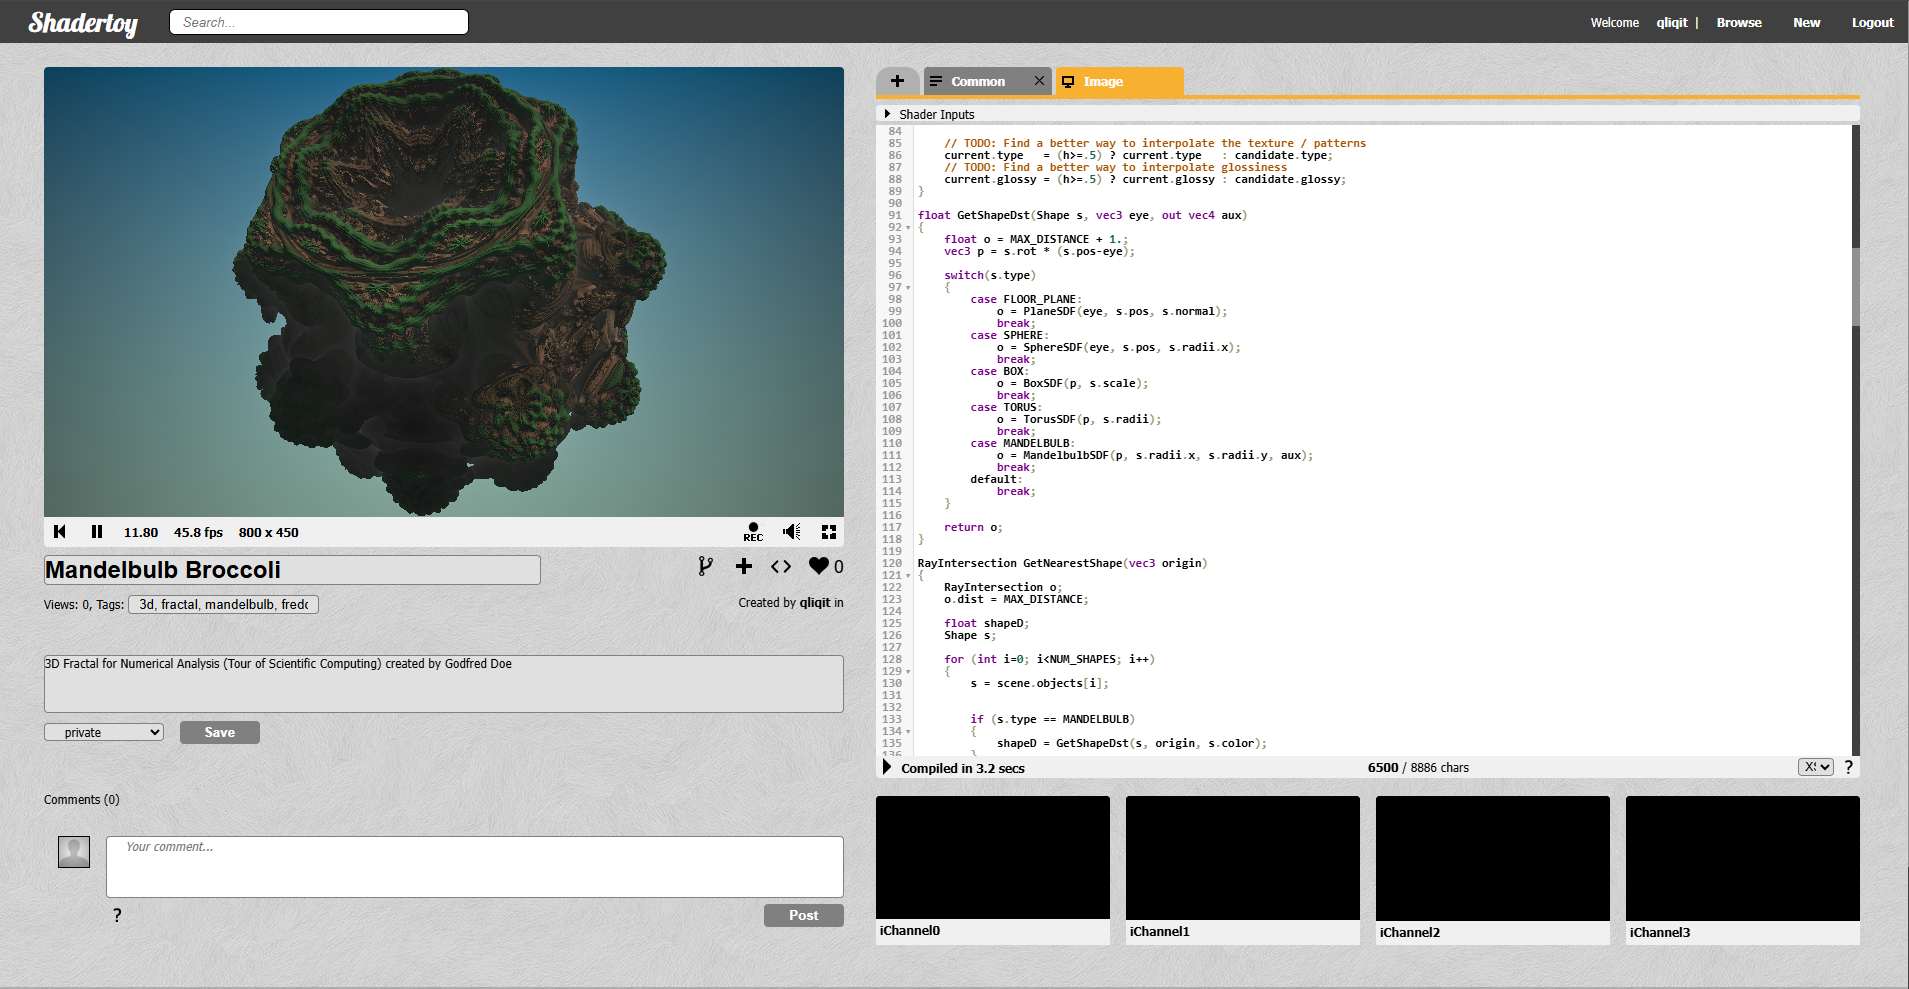 Shadertoy
Search...
Welcome qliqit | Browse New Logout
11.80 45.8 fps 800 x 450
REC
Mandelbulb Broccoli
0
Views: 0, Tags: 3d, fractal, mandelbulb, fredo
Created by qliqit in
3D Fractal for Numerical Analysis (Tour of Scientific Computing) created by Godfred Doe
private
Save
Comments (0)
Your comment...
?
Post
+ Common Image
Shader Inputs
84
85 // TODO: Find a better way to interpolate the texture / patterns
86 current.type = (h>=.5) ? current.type : candidate.type;
87 // TODO: Find a better way to interpolate glossiness
88 current.glossy = (h>=.5) ? current.glossy : candidate.glossy;
89 }
90
91 float GetShapeDst(Shape s, vec3 eye, out vec4 aux)
92 {
93 float o = MAX_DISTANCE + 1.;
94 vec3 p = s.rot * (s.pos-eye);
95
96 switch(s.type)
97 {
98 case FLOOR_PLANE:
99 o = PlaneSDF(eye, s.pos, s.normal);
100 break;
101 case SPHERE:
102 o = SphereSDF(eye, s.pos, s.radii.x);
103 break;
104 case BOX:
105 o = BoxSDF(p, s.scale);
106 break;
107 case TORUS:
108 o = TorusSDF(p, s.radii);
109 break;
110 case MANDELBULB:
111 o = MandelbulbSDF(p, s.radii.x, s.radii.y, aux);
112 break;
113 default:
114 break;
115 }
116
117 return o;
118 }
119
120 RayIntersection GetNearestShape(vec3 origin)
121 {
122 RayIntersection o;
123 o.dist = MAX_DISTANCE;
124
125 float shapeD;
126 Shape s;
127
128 for (int i=0; i<NUM_SHAPES; i++)
129 {
130 s = scene.objects[i];
131
132
133 if (s.type == MANDELBULB)
134 {
135 shapeD = GetShapeDst(s, origin, s.color);
136 }
Compiled in 3.2 secs
6500 / 8886 chars
?
iChannel0
iChannel1
iChannel2
iChannel3